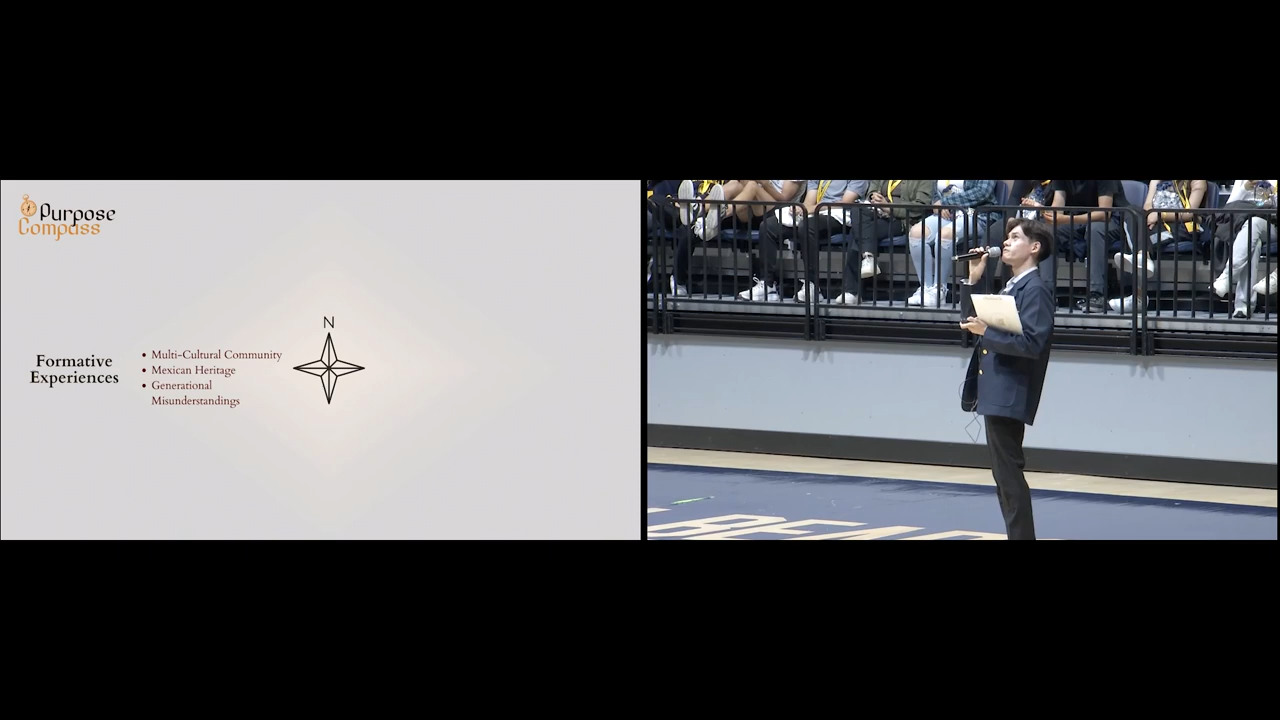 Purpose
Compass
N
Formative
Experiences
• Multi-Cultural Community
• Mexican Heritage
• Generational
Misunderstandings